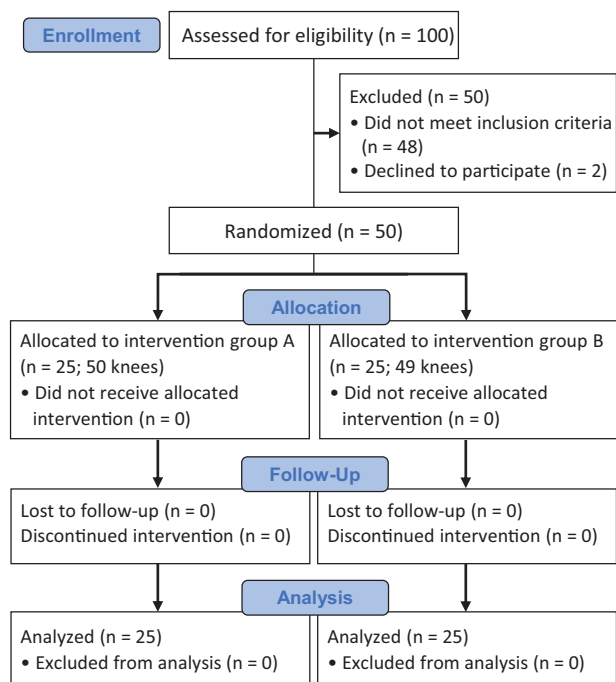 Enrollment
Assessed for eligibility (n = 100)
Excluded (n = 50)
• Did not meet inclusion criteria
(n = 48)
• Declined to participate (n = 2)
Randomized (n = 50)
Allocation
Allocated to intervention group A
(n = 25; 50 knees)
• Did not receive allocated
intervention (n = 0)
Allocated to intervention group B
(n = 25; 49 knees)
• Did not receive allocated
intervention (n = 0)
Follow-Up
Lost to follow-up (n = 0)
Discontinued intervention (n = 0)
Lost to follow-up (n = 0)
Discontinued intervention (n = 0)
Analysis
Analyzed (n = 25)
• Excluded from analysis (n = 0)
Analyzed (n = 25)
• Excluded from analysis (n = 0)